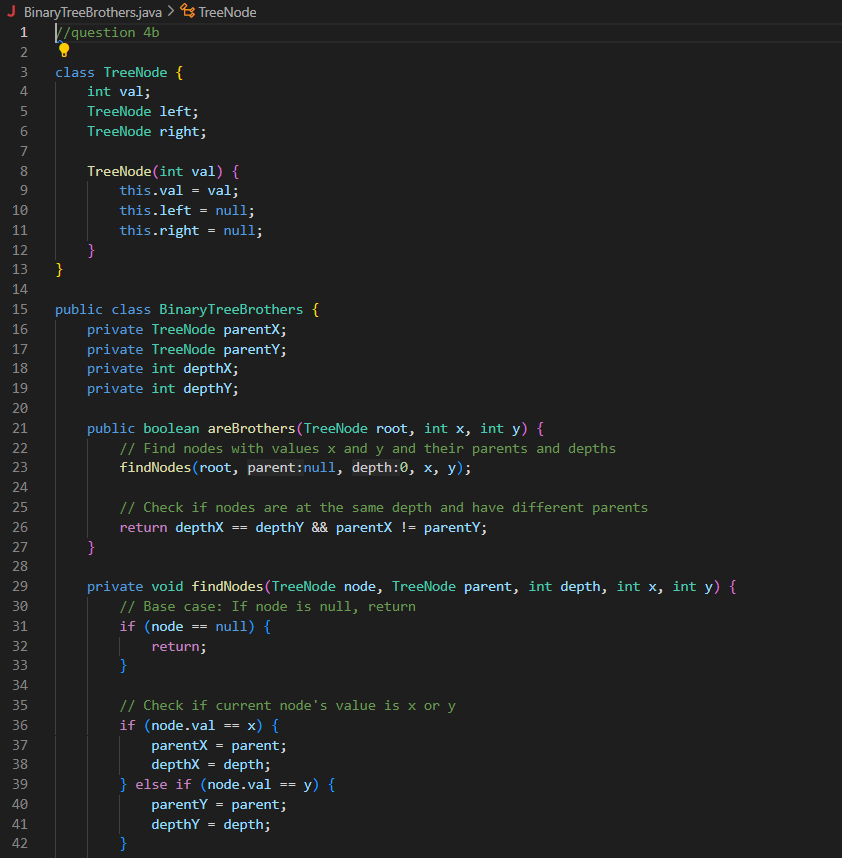 BinaryTreeBrothers.java > TreeNode
1 //question 4b
2
3 class TreeNode {
4     int val;
5     TreeNode left;
6     TreeNode right;
7
8     TreeNode(int val) {
9         this.val = val;
10         this.left = null;
11         this.right = null;
12     }
13 }
14
15 public class BinaryTreeBrothers {
16     private TreeNode parentX;
17     private TreeNode parentY;
18     private int depthX;
19     private int depthY;
20
21     public boolean areBrothers(TreeNode root, int x, int y) {
22         // Find nodes with values x and y and their parents and depths
23         findNodes(root, parent:null, depth:0, x, y);
24
25         // Check if nodes are at the same depth and have different parents
26         return depthX == depthY && parentX != parentY;
27     }
28
29     private void findNodes(TreeNode node, TreeNode parent, int depth, int x, int y) {
30         // Base case: If node is null, return
31         if (node == null) {
32             return;
33         }
34
35         // Check if current node's value is x or y
36         if (node.val == x) {
37             parentX = parent;
38             depthX = depth;
39         } else if (node.val == y) {
40             parentY = parent;
41             depthY = depth;
42         }